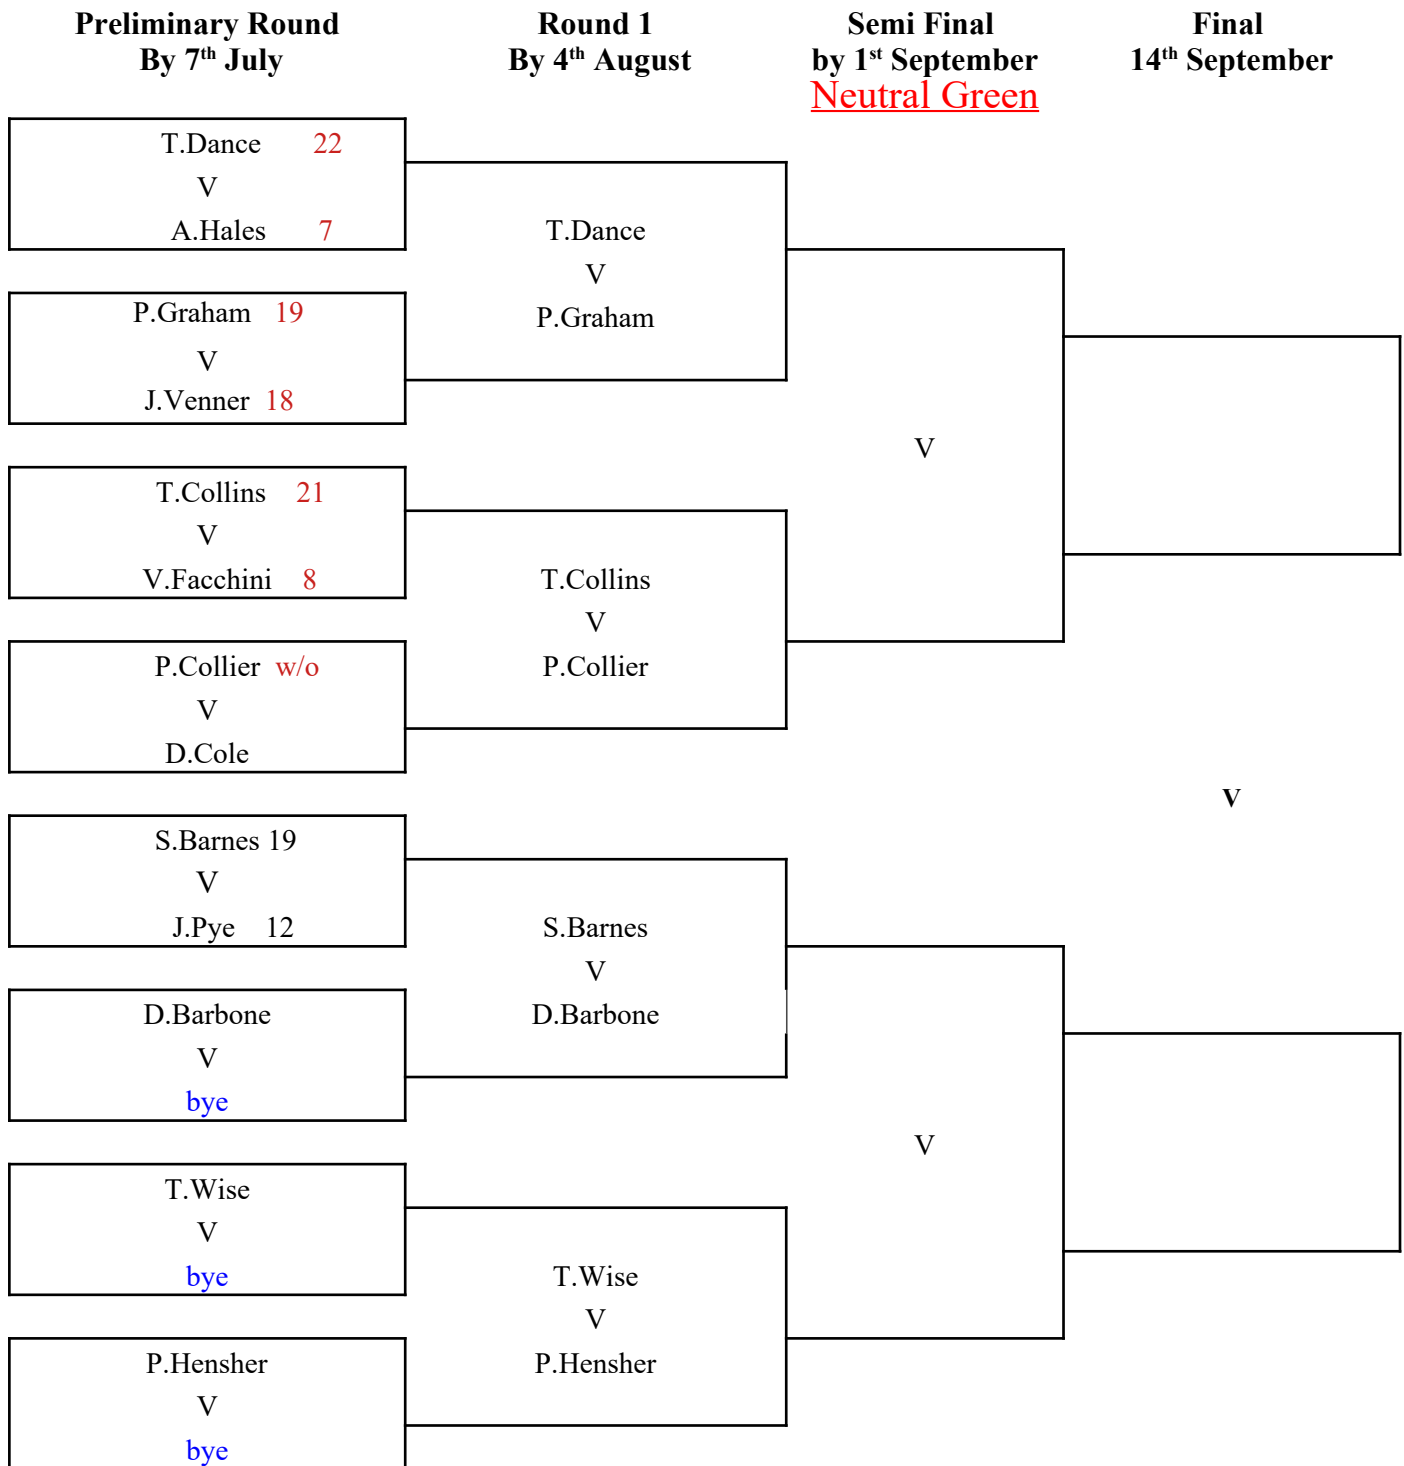 Preliminary Round
By 7th July
Round 1
By 4th August
Semi Final
by 1st September
Neutral Green
Final
14th September
T.Dance 22
V
A.Hales 7
P.Graham 19
V
J.Venner 18
T.Collins 21
V
V.Facchini 8
P.Collier w/o
V
D.Cole
S.Barnes 19
V
J.Pye 12
D.Barbone
V
bye
T.Wise
V
bye
P.Hensher
V
bye
T.Dance
V
P.Graham
T.Collins
V
P.Collier
S.Barnes
V
D.Barbone
T.Wise
V
P.Hensher
V
V
V